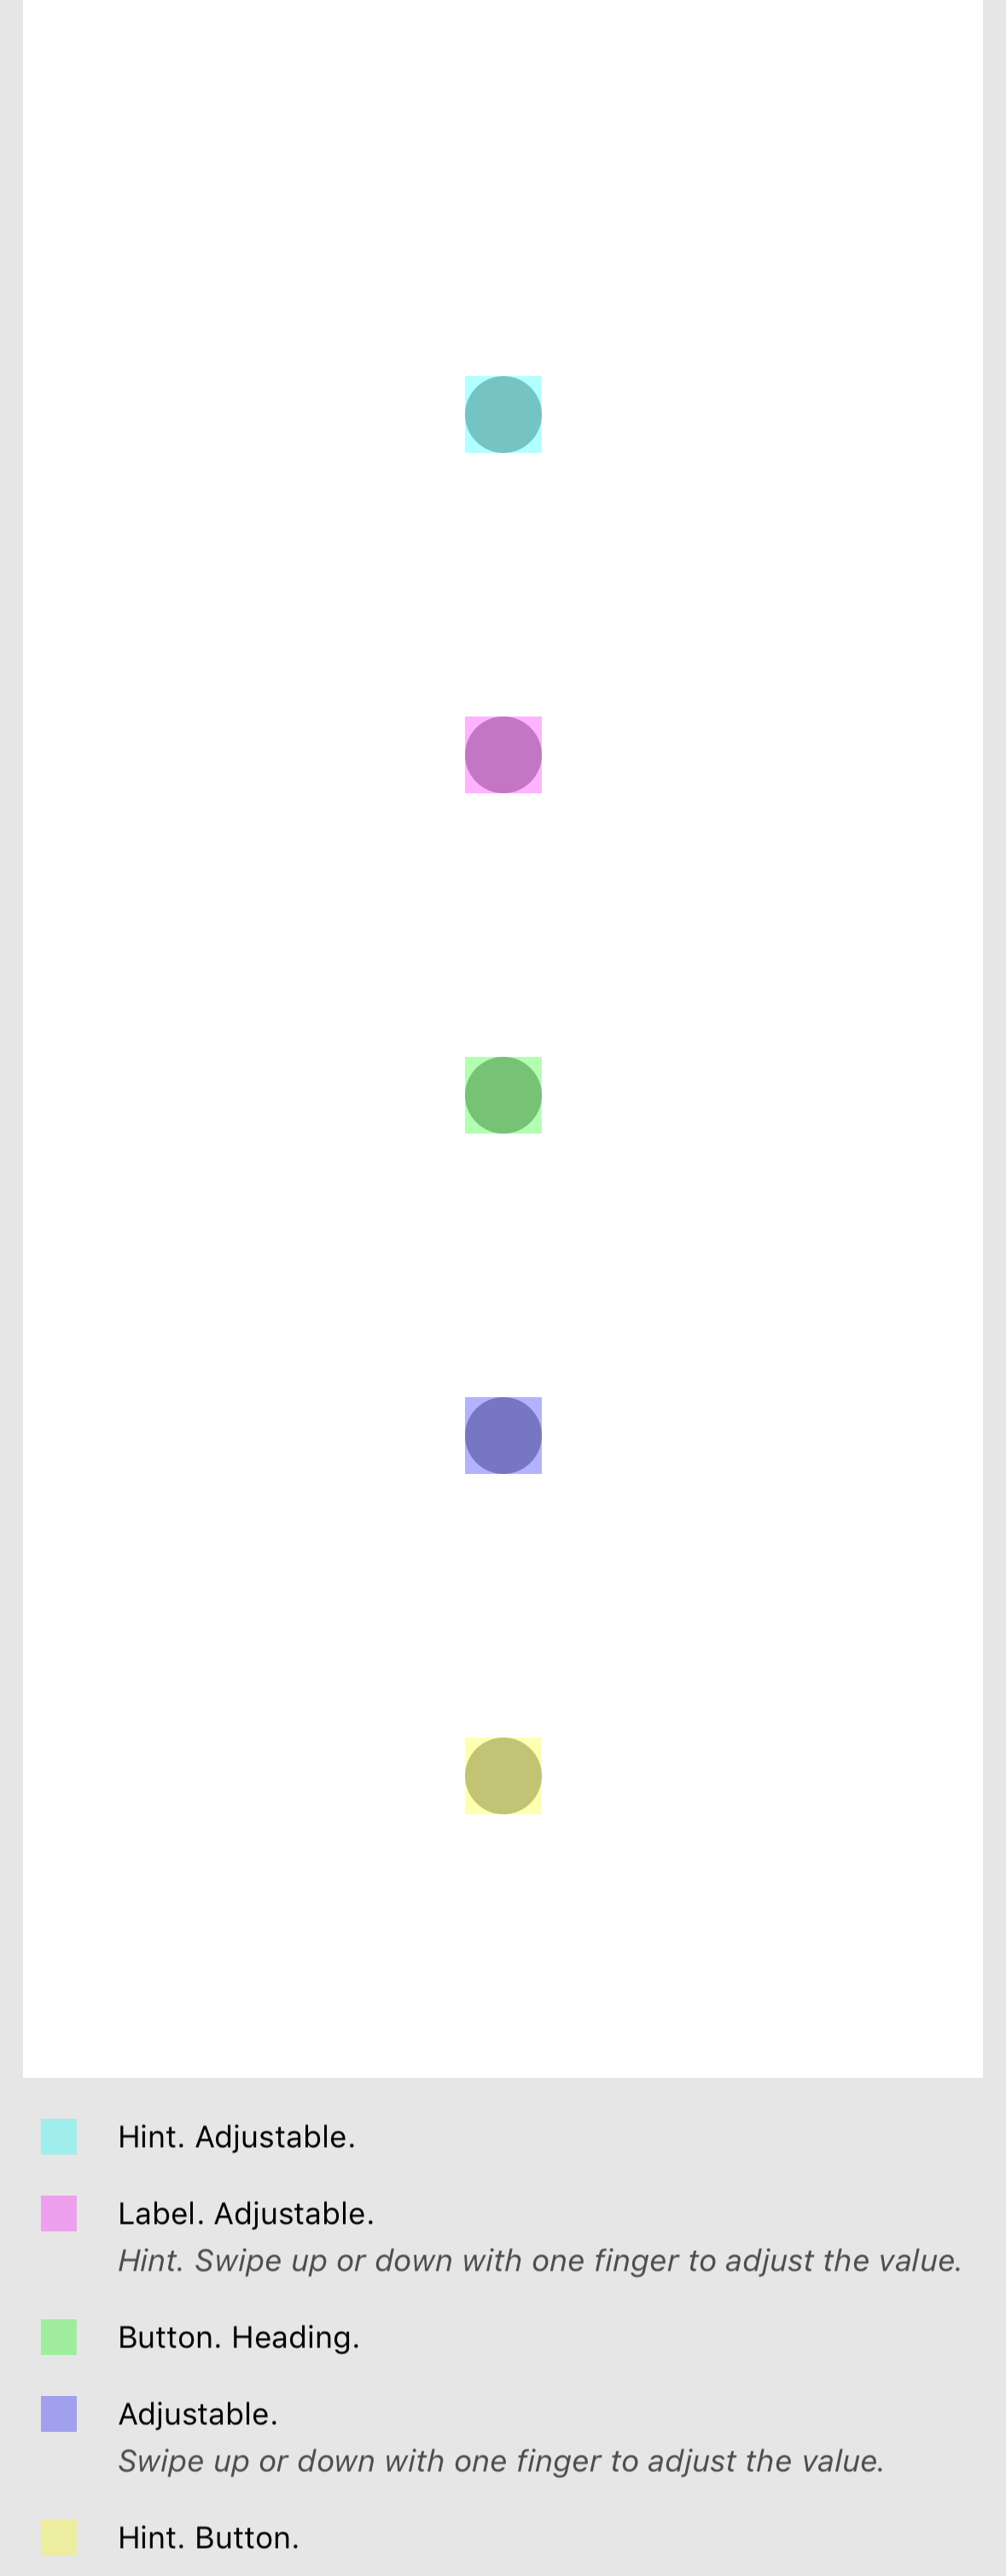 Hint. Adjustable.
Label. Adjustable.
Hint. Swipe up or down with one finger to adjust the value.
Button. Heading.
Adjustable.
Swipe up or down with one finger to adjust the value.
Hint. Button.